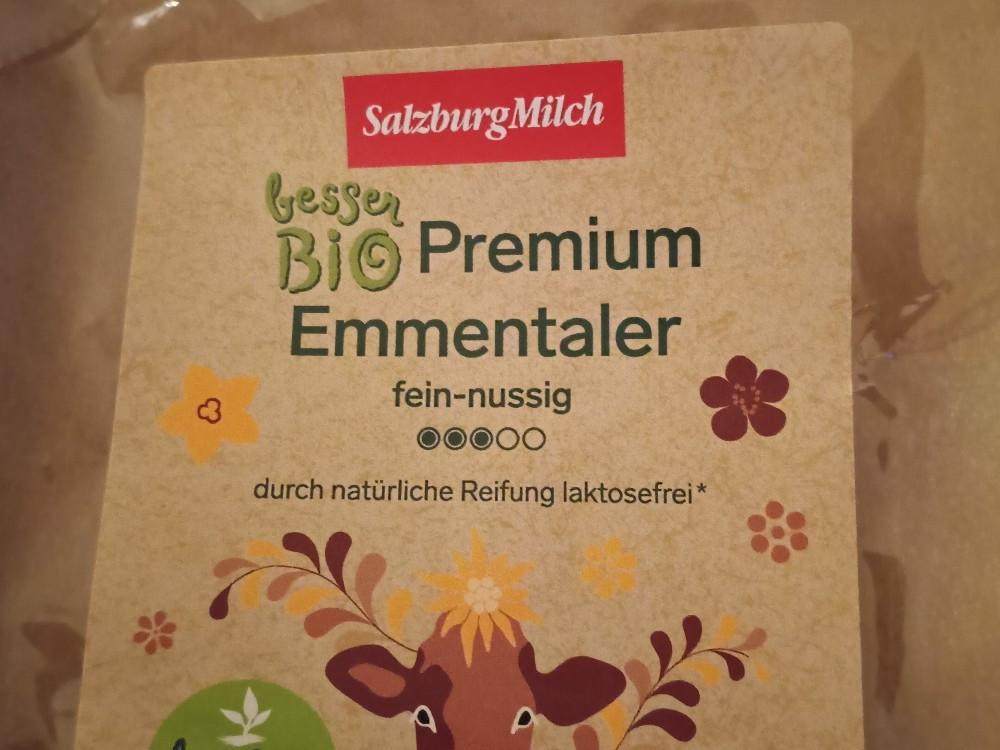 SalzburgMilch
besser
BiO Premium
Emmentaler
fein-nussig
durch natürliche Reifung laktosefrei*